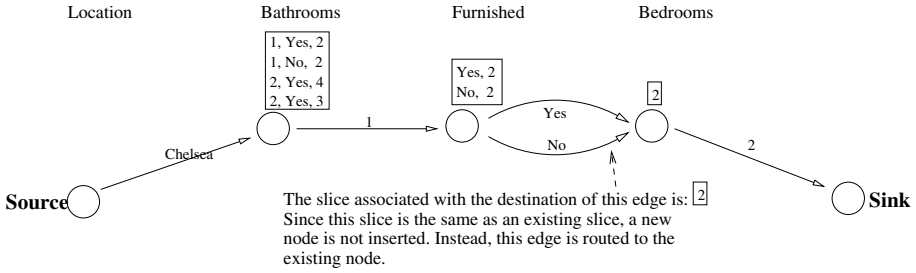 Location Bathrooms Furnished Bedrooms
1, Yes, 2
1, No, 2
2, Yes, 4
2, Yes, 3
Yes, 2
No, 2
2
1
Yes
No
2
Chelsea
Source
Sink
The slice associated with the destination of this edge is: 2
Since this slice is the same as an existing slice, a new
node is not inserted. Instead, this edge is routed to the
existing node.